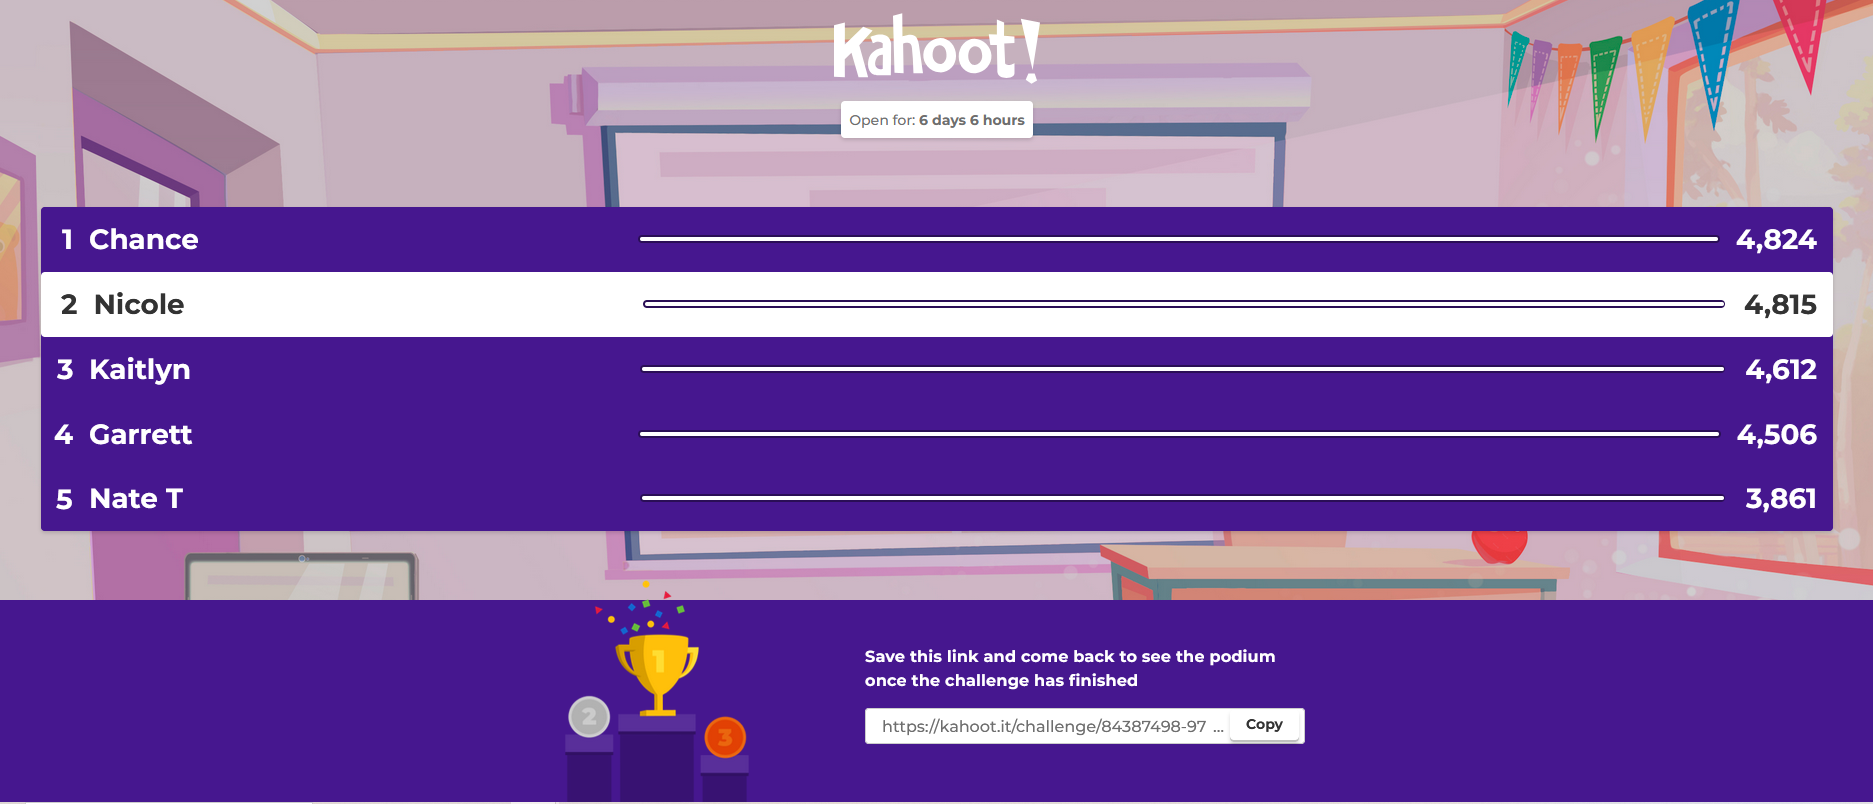 Kahoot!
Open for: 6 days 6 hours
1 Chance 4,824
2 Nicole 4,815
3 Kaitlyn 4,612
4 Garrett 4,506
5 Nate T 3,861
1
2
3
Save this link and come back to see the podium
once the challenge has finished
https://kahoot.it/challenge/84387498-97 ... Copy